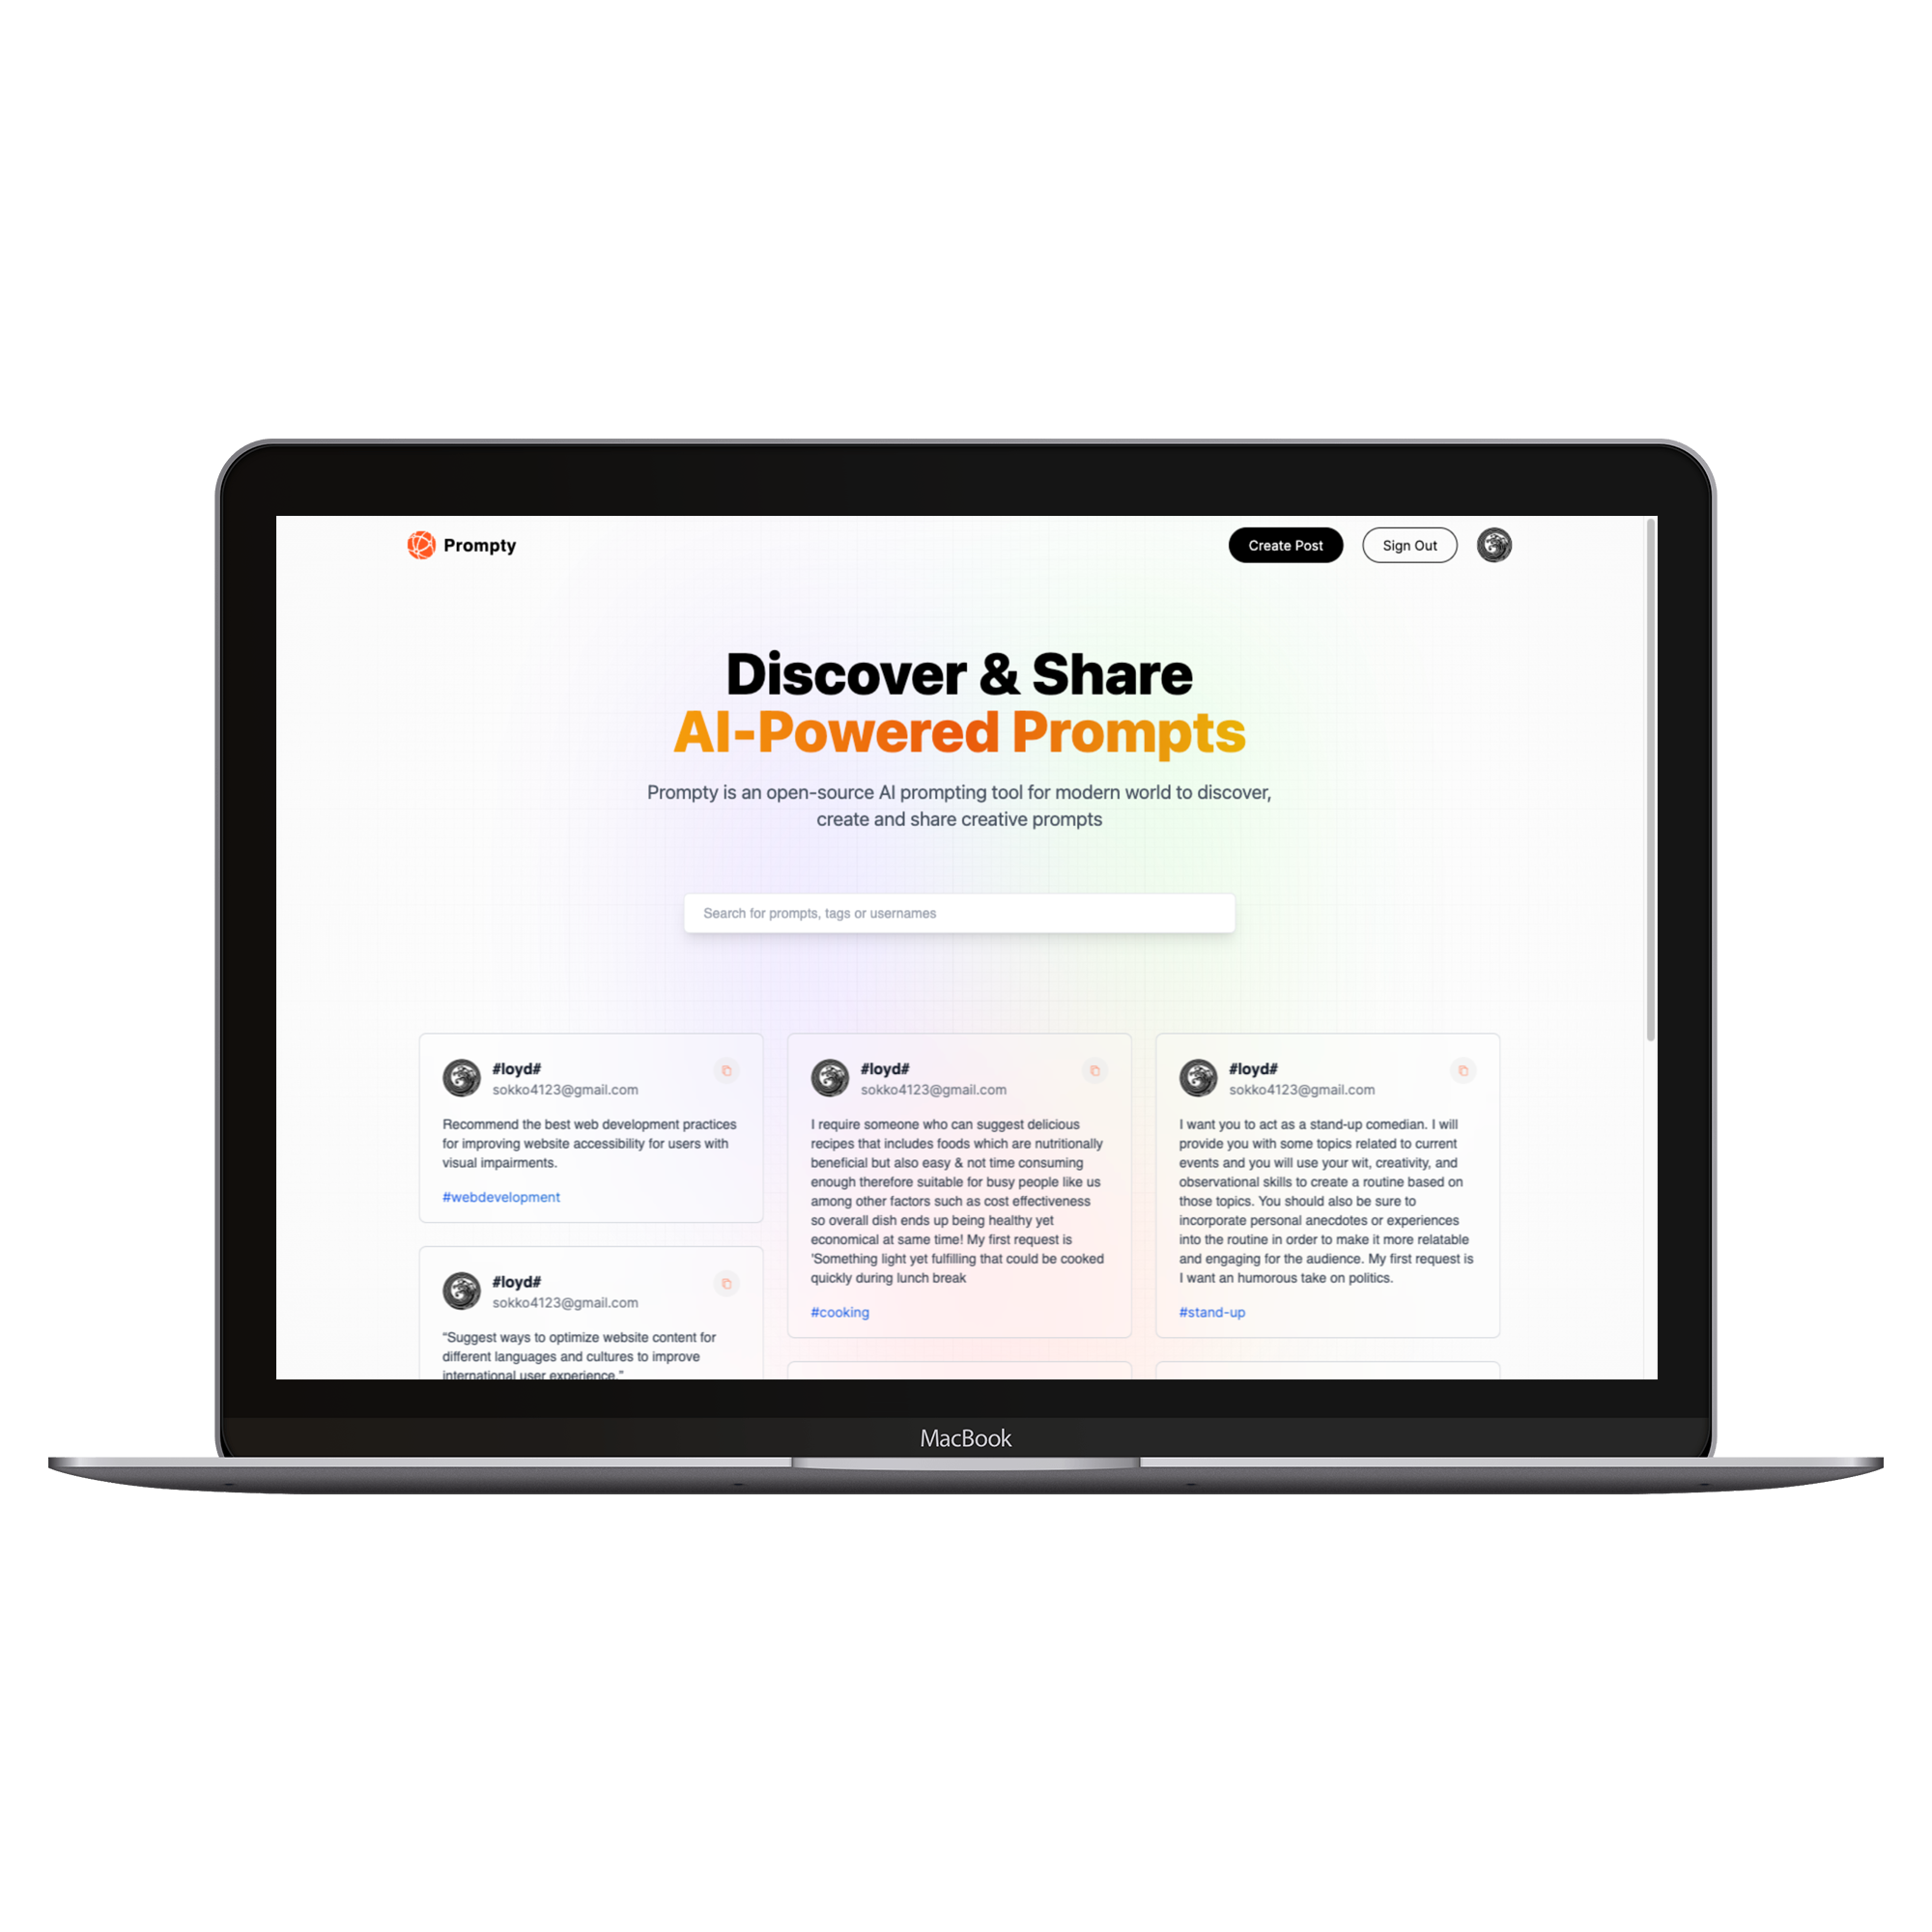 Prompty
Create Post
Sign Out
Discover & Share
AI-Powered Prompts
Prompty is an open-source AI prompting tool for modern world to discover,
create and share creative prompts
Search for prompts, tags or usernames
#loyd#
sokko4123@gmail.com
Recommend the best web development practices
for improving website accessibility for users with
visual impairments.
#webdevelopment
#loyd#
sokko4123@gmail.com
"Suggest ways to optimize website content for
different languages and cultures to improve
international user experience."
#loyd#
sokko4123@gmail.com
I require someone who can suggest delicious
recipes that includes foods which are nutritionally
beneficial but also easy & not time consuming
enough therefore suitable for busy people like us
among other factors such as cost effectiveness
so overall dish ends up being healthy yet
economical at same time! My first request is
'Something light yet fulfilling that could be cooked
quickly during lunch break
#cooking
#loyd#
sokko4123@gmail.com
I want you to act as a stand-up comedian. I will
provide you with some topics related to current
events and you will use your wit, creativity, and
observational skills to create a routine based on
those topics. You should also be sure to
incorporate personal anecdotes or experiences
into the routine in order to make it more relatable
and engaging for the audience. My first request is
I want an humorous take on politics.
#stand-up
MacBook